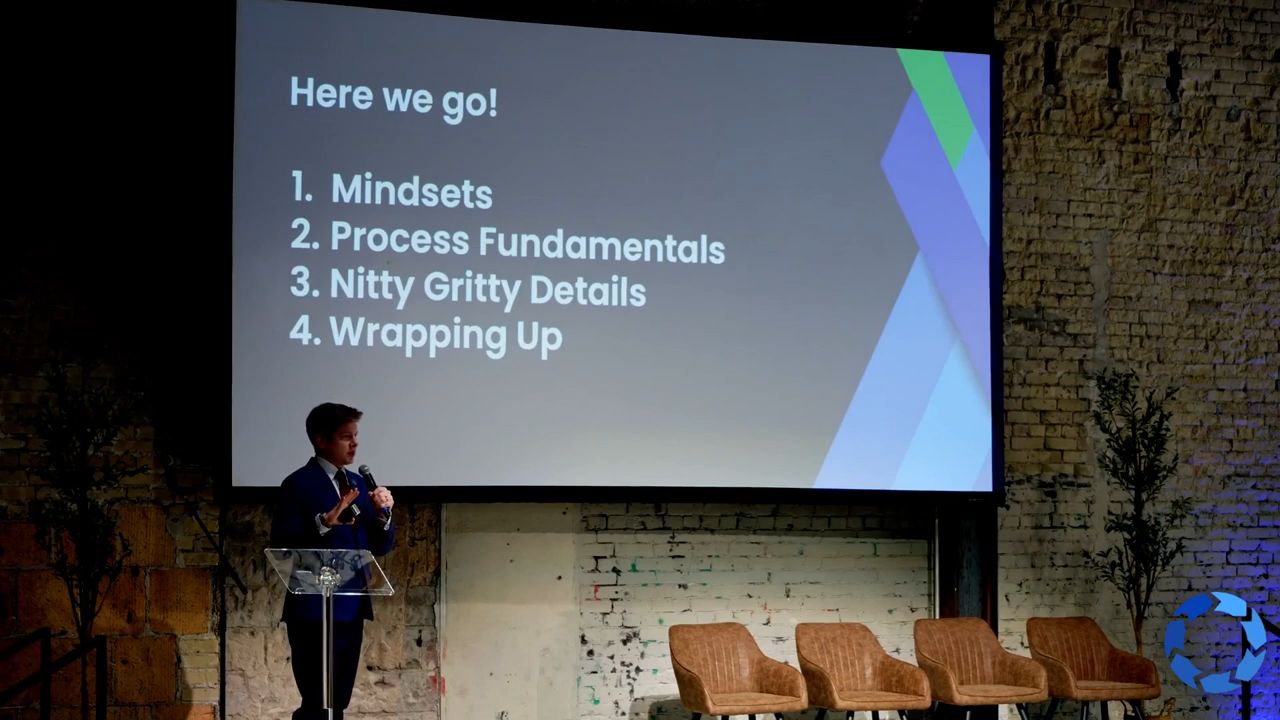 Here we go!
1. Mindsets
2. Process Fundamentals
3. Nitty Gritty Details
4. Wrapping Up